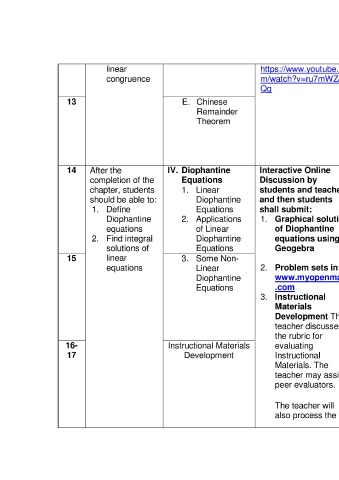 linear
congruence
https://www.youtube.
m/watch?v=ru7mWZ
Qg
13
E. Chinese
Remainder
Theorem
14
After the
completion of the
chapter, students
should be able to:
1. Define
Diophantine
equations
2. Find integral
solutions of
linear
equations
IV. Diophantine
Equations
1. Linear
Diophantine
Equations
2. Applications
of Linear
Diophantine
Equations
15
3. Some Non-
Linear
Diophantine
Equations
Interactive Online
Discussion by
students and teache
and then students
shall submit:
1. Graphical soluti
of Diophantine
equations using
Geogebra
2. Problem sets in
www.myopenma
.com
3. Instructional
Materials
Development Th
teacher discusse
the rubric for
evaluating
Instructional
Materials. The
teacher may assi
peer evaluators.
The teacher will
also process the
16-
17
Instructional Materials
Development